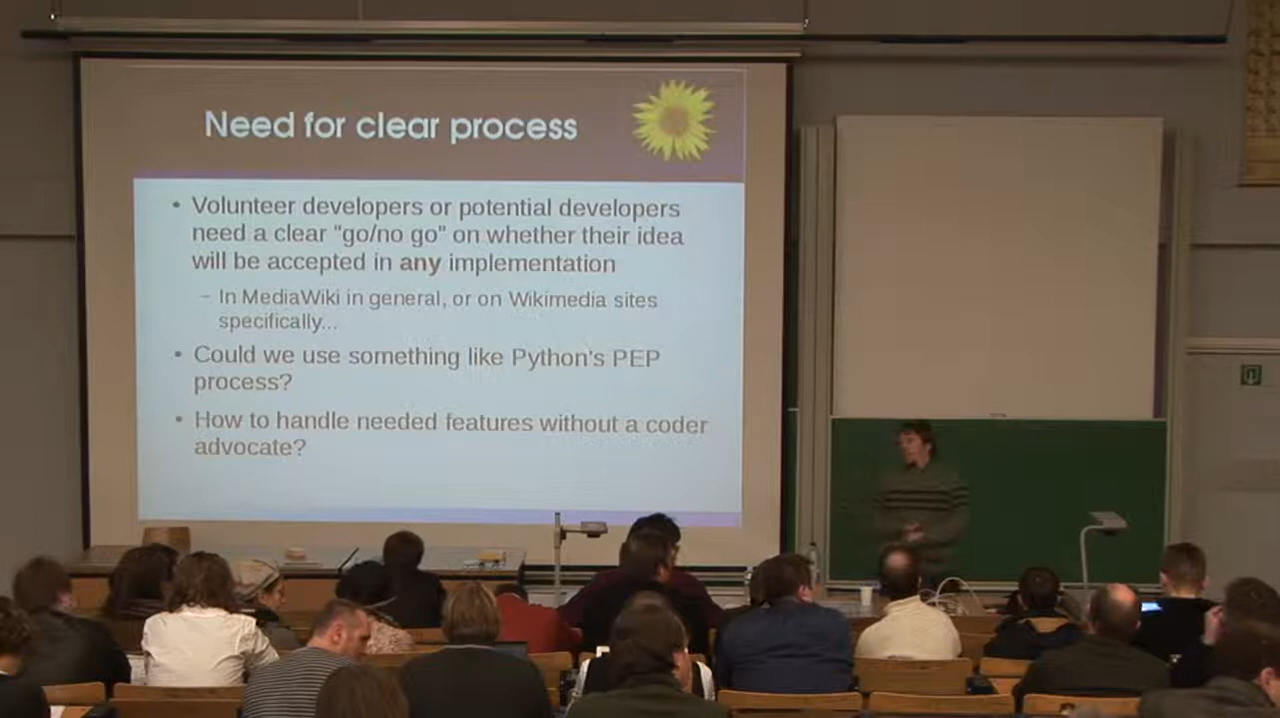 Need for clear process
• Volunteer developers or potential developers
need a clear "go/no go" on whether their idea
will be accepted in any implementation
– In MediaWiki in general, or on Wikimedia sites
specifically...
• Could we use something like Python's PEP
process?
• How to handle needed features without a coder
advocate?